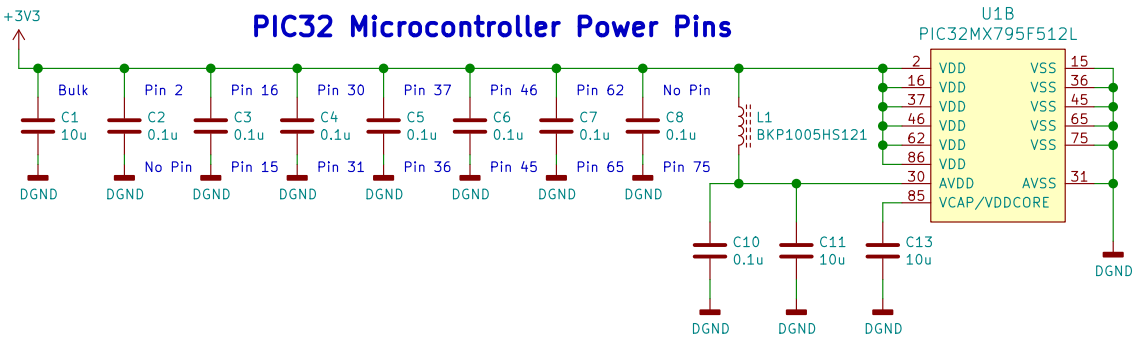 +3V3
PIC32 Microcontroller Power Pins
U1B
PIC32MX795F512L
Bulk
C1
10u
DGND
Pin 2
C2
0.1u
No Pin
DGND
Pin 16
C3
0.1u
Pin 15
DGND
Pin 30
C4
0.1u
Pin 31
DGND
Pin 37
C5
0.1u
Pin 36
DGND
Pin 46
C6
0.1u
Pin 45
DGND
Pin 62
C7
0.1u
Pin 65
DGND
No Pin
C8
0.1u
Pin 75
DGND
L1
BKP1005HS121
2 VDD VSS 15
16 VDD VSS 36
37 VDD VSS 45
46 VDD VSS 65
62 VDD VSS 75
86 VDD
30 AVDD AVSS 31
85 VCAP/VDDCORE
C10
0.1u
DGND
C11
10u
DGND
C13
10u
DGND
DGND